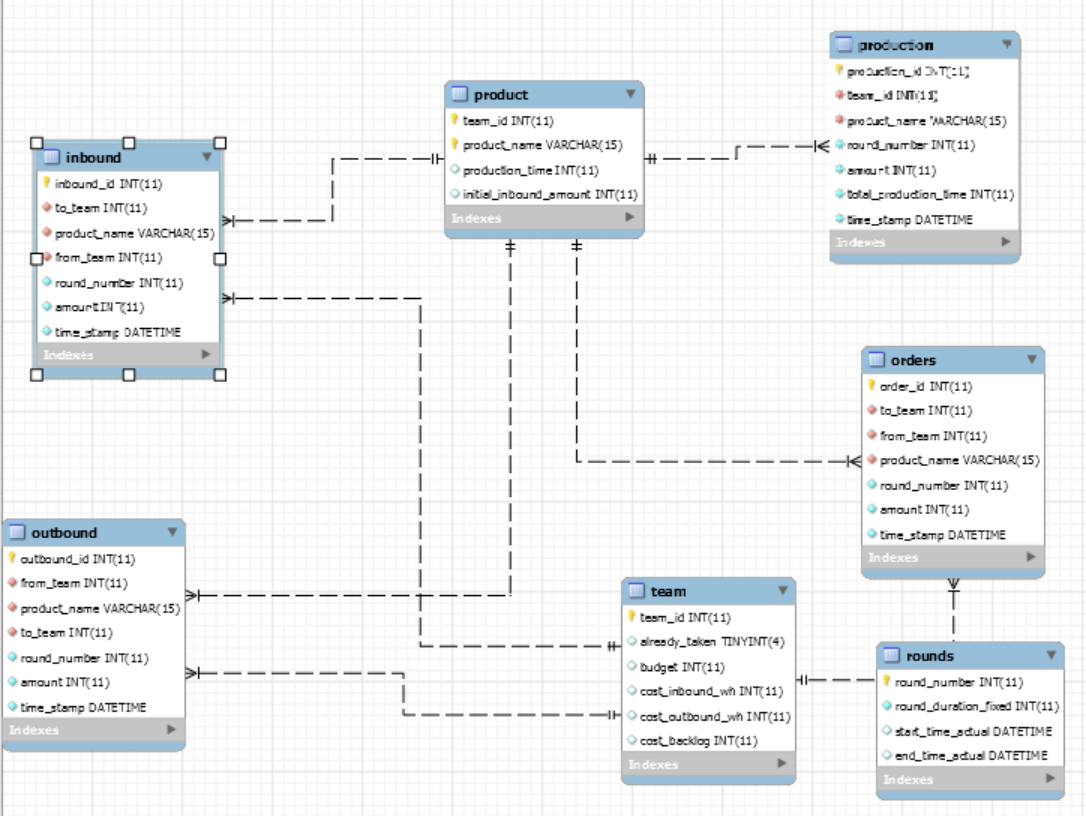 production
production_id INT(11)
team_id INT(11)
product_name VARCHAR(15)
round_number INT(11)
amount INT(11)
total_production_time INT(11)
time_stamp DATETIME
Indexes
product
team_id INT(11)
product_name VARCHAR(15)
production_time INT(11)
initial_inbound_amount INT(11)
Indexes
inbound
inbound_id INT(11)
to_team INT(11)
product_name VARCHAR(15)
from_team INT(11)
round_number INT(11)
amount INT(11)
time_stamp DATETIME
Indexes
orders
order_id INT(11)
to_team INT(11)
from_team INT(11)
product_name VARCHAR(15)
round_number INT(11)
amount INT(11)
time_stamp DATETIME
Indexes
outbound
outbound_id INT(11)
from_team INT(11)
product_name VARCHAR(15)
to_team INT(11)
round_number INT(11)
amount INT(11)
time_stamp DATETIME
Indexes
team
team_id INT(11)
already_taken TINYINT(4)
budget INT(11)
cost_inbound_wh INT(11)
cost_outbound_wh INT(11)
cost_backlog INT(11)
Indexes
rounds
round_number INT(11)
round_duration_fixed INT(11)
start_time_actual DATETIME
end_time_actual DATETIME
Indexes